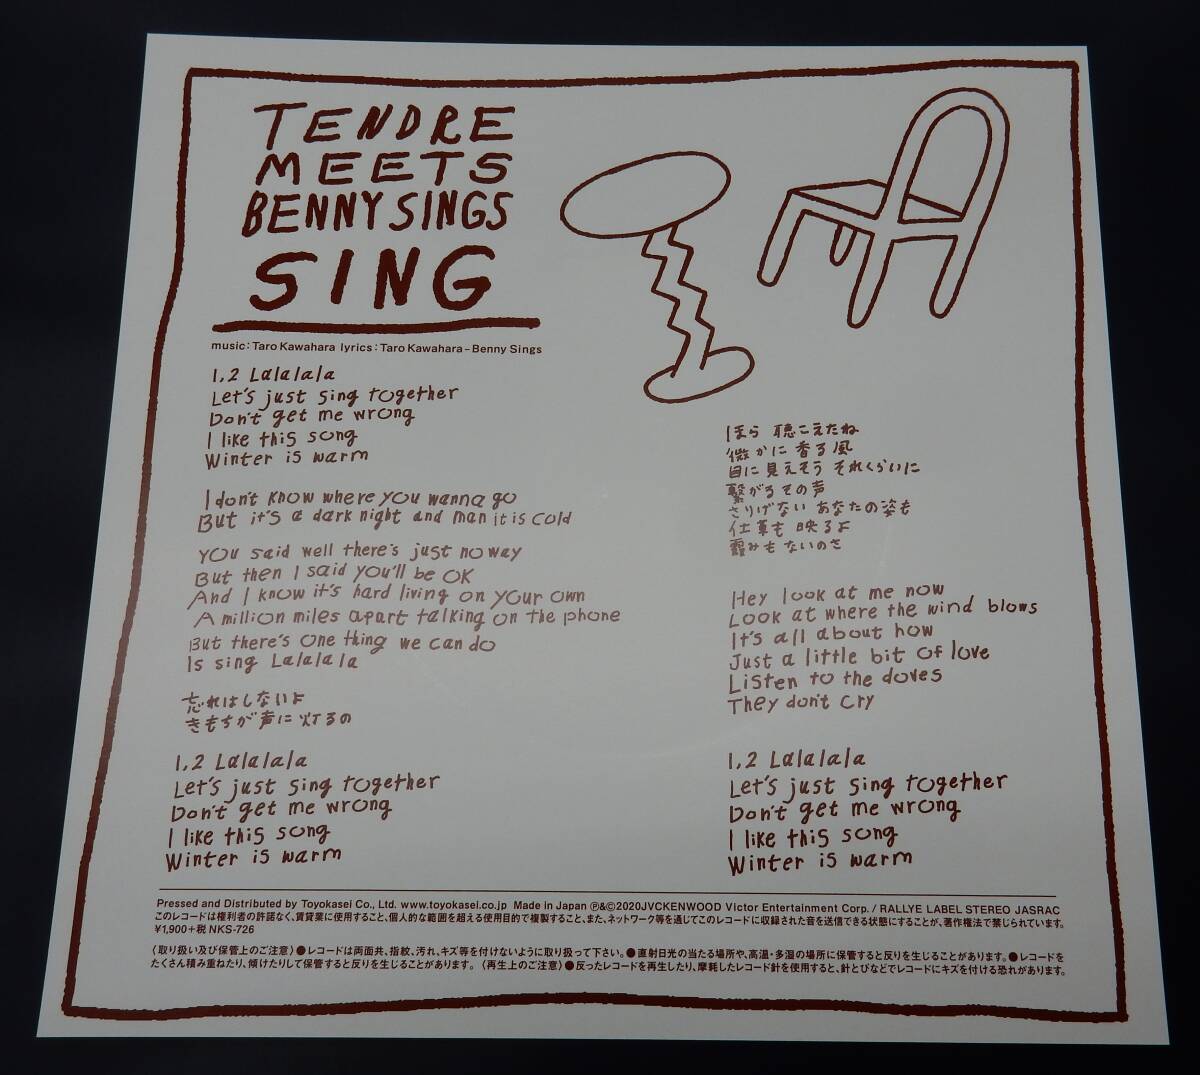 TENDRE
MEETS
BENNY SINGS
SING
music:Taro Kawahara lyrics:Taro Kawahara-Benny Sings
1,2 Lalalala
Let's just sing together
Don't get me wrong
I like this song
Winter is warm
I don't know where you wanna go
But it's a dark night and man it is cold
You said well there's just no way
But then I said you'll be OK
And I know it's hard living on your own
A million miles apart talking on the phone
But there's one thing we can do
Is sing Lalalala
忘れはしないよ
きもちが声に灯るの
1,2 Lalalala
Let's just sing together
Don't get me wrong
I like this song
Winter is warm
ほら 聴こえたね
微かに 香る風
目に見えそう それくらいに
繋がるその声
さりげない あなたの姿も
仕草も 映るよ
霞みもないのさ
Hey look at me now
Look at where the wind blows
It's all about how
Just a little bit of love
Listen to the doves
They don't cry
1,2 Lalalala
Let's just sing together
Don't get me wrong
I like this song
Winter is warm
Pressed and Distributed by Toyokasei Co., Ltd. www.toyokasei.co.jp Made in Japan ℗&©2020JVCKENWOOD Victor Entertainment Corp. / RALLYE LABEL STEREO JASRAC
このレコードは権利者の許諾なく、賃貸業に使用すること、個人的な範囲を超える使用目的で複製すること、また、ネットワーク等を通じてこのレコードに収録された音を送信できる状態にすることが、著作権法で禁じられています。
¥1,900+税 NKS-726
〈取り扱い及び保管上のご注意〉●レコードは両面共、指紋、汚れ、キズ等を付けないように取り扱って下さい。●直射日光の当たる場所や、高温・多湿の場所に保管すると反りを生じることがあります。●レコードを
たくさん積み重ねたり、傾けたりして保管すると反りを生じることがあります。〈再生上のご注意〉●反ったレコードを再生したり、摩耗したレコード針を使用すると、針とびなどでレコードにキズを付ける恐れがあります。